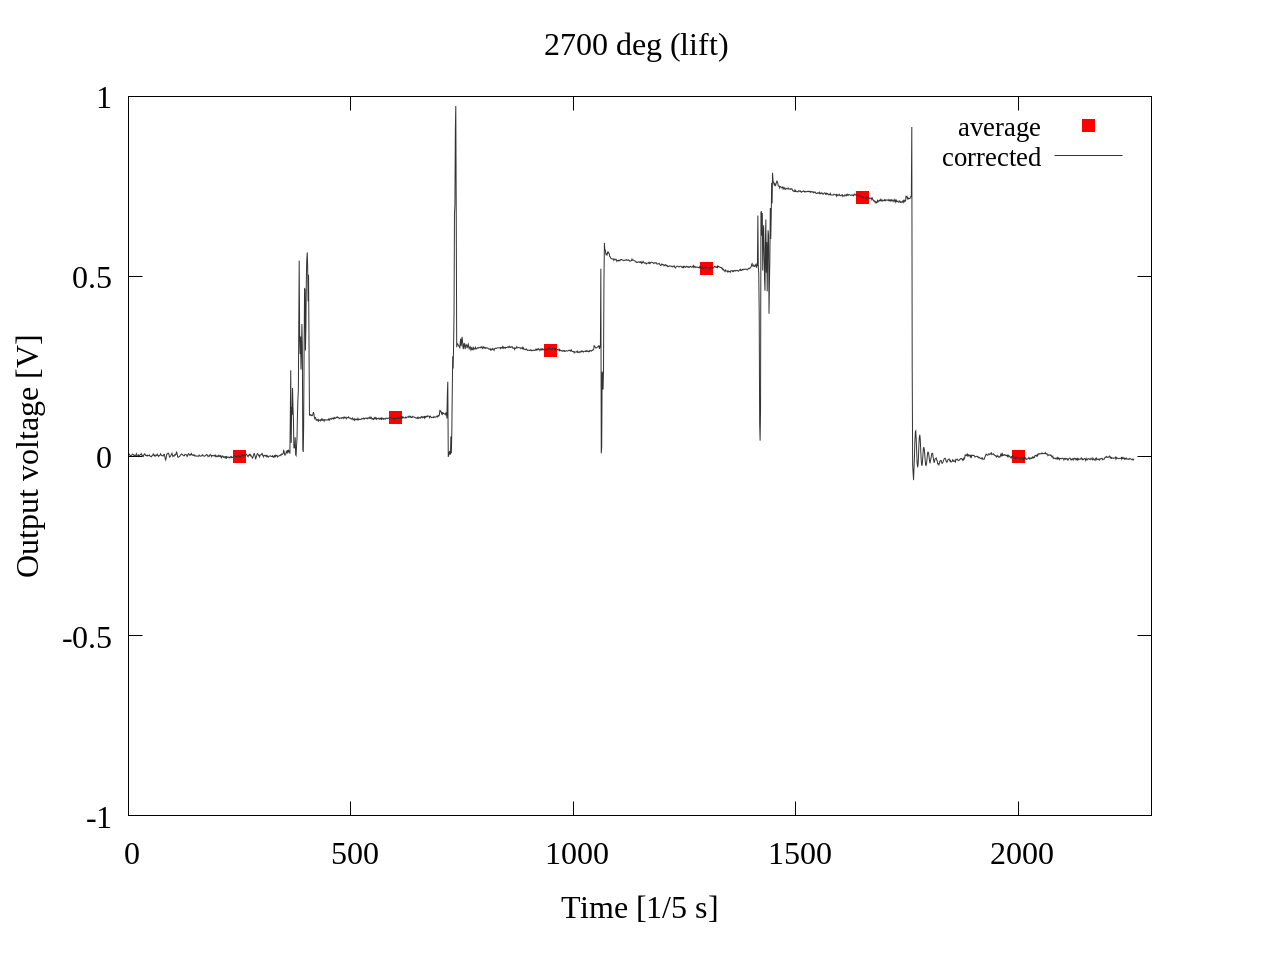 2700 deg (lift)
average
corrected
1
0.5
0
-0.5
-1
Output voltage [V]
0 500 1000 1500 2000
Time [1/5 s]